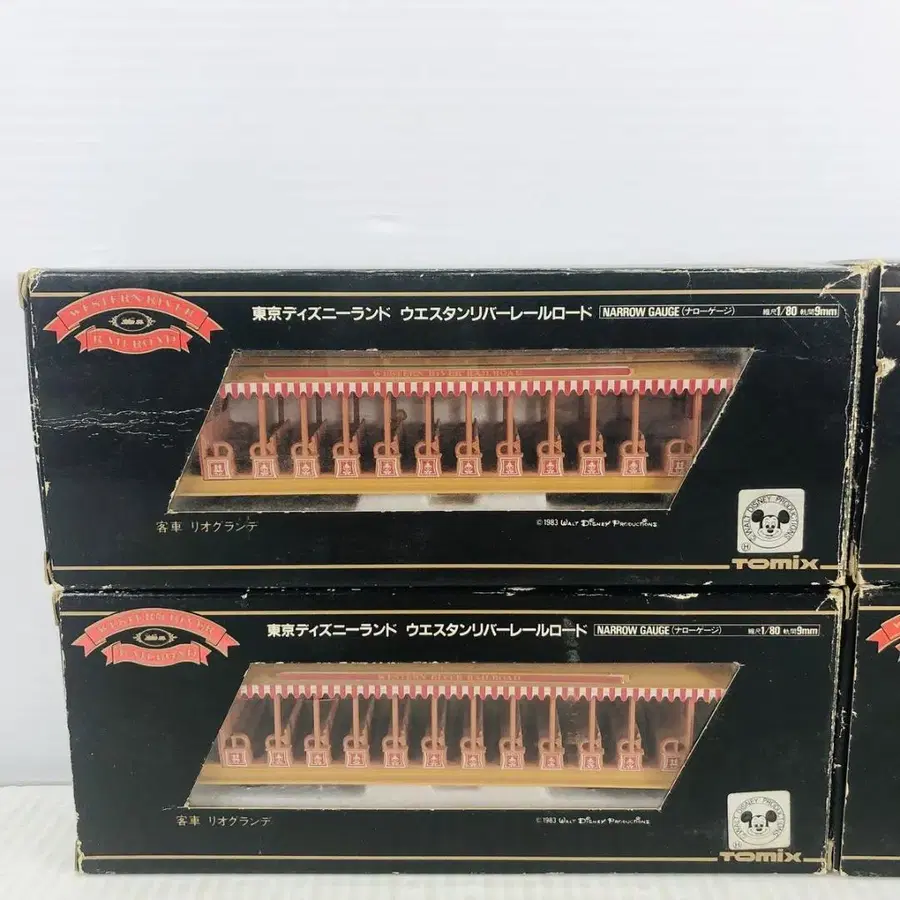 WESTERN RIVER
RAILROAD
東京ディズニーランド ウエスタンリバーレールロード NARROW GAUGE(ナローゲージ) 縮尺1/80 軌間9mm
WESTERN RIVER RAILROAD
客車 リオグランデ
©1983 WALT DISNEY PRODUCTIONS
© WALT DISNEY PRODUCTIONS
H
TOMIX
WESTERN RIVER
RAILROAD
東京ディズニーランド ウエスタンリバーレールロード NARROW GAUGE(ナローゲージ) 縮尺1/80 軌間9mm
WESTERN RIVER RAILROAD
客車 リオグランデ
©1983 WALT DISNEY PRODUCTIONS
© WALT DISNEY PRODUCTIONS
H
TOMIX